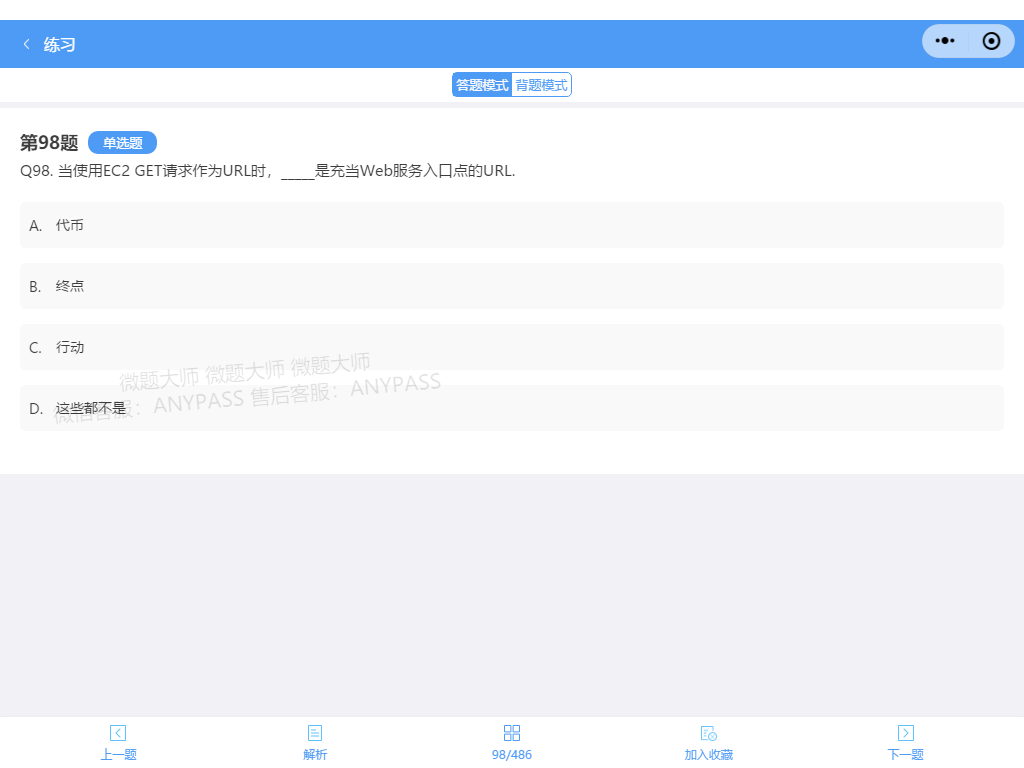 练习
答题模式 背题模式
第98题 单选题
Q98. 当使用EC2 GET请求作为URL时，_____是充当Web服务入口点的URL.
A. 代币
B. 终点
C. 行动
D. 这些都不是
微题大师 微题大师 微题大师
微信客服：ANYPASS 售后客服：ANYPASS
上一题 解析 98/486 加入收藏 下一题